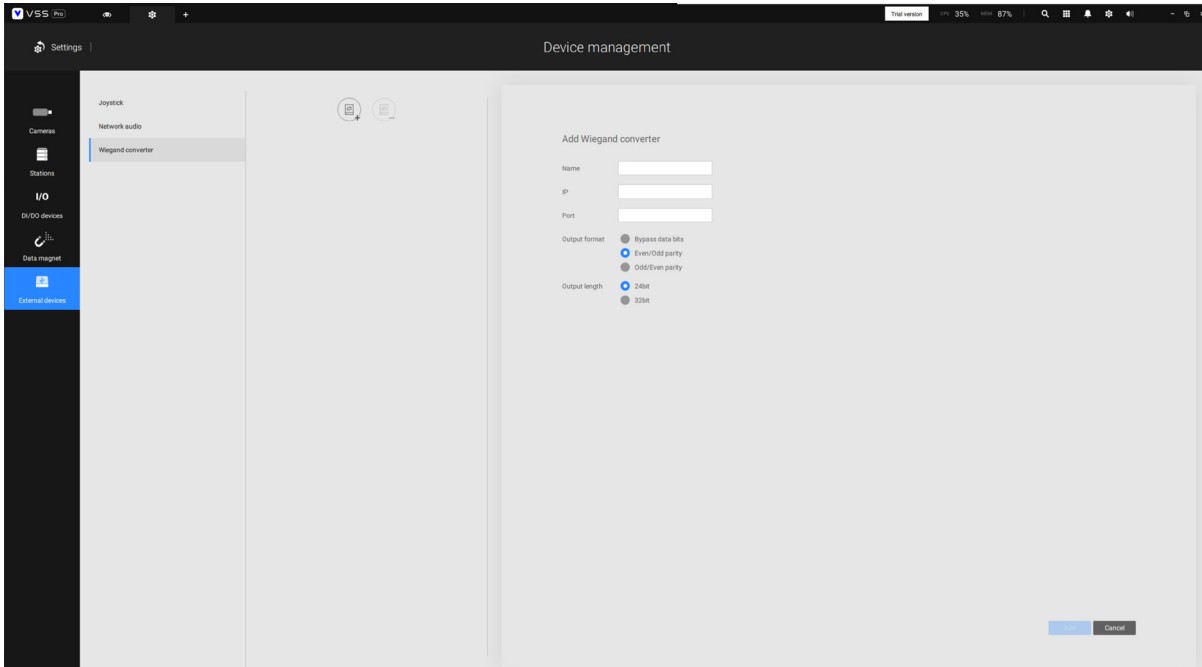 VSS Pro
+
Trial version
CPU 35%
MEM 87%
Settings
Device management
Cameras
Stations
I/O
DI/DO devices
Data magnet
External devices
Joystick
Network audio
Wiegand converter
Add Wiegand converter
Name
IP
Port
Output format
Bypass data bits
Even/Odd parity
Odd/Even parity
Output length
24bit
32bit
Cancel